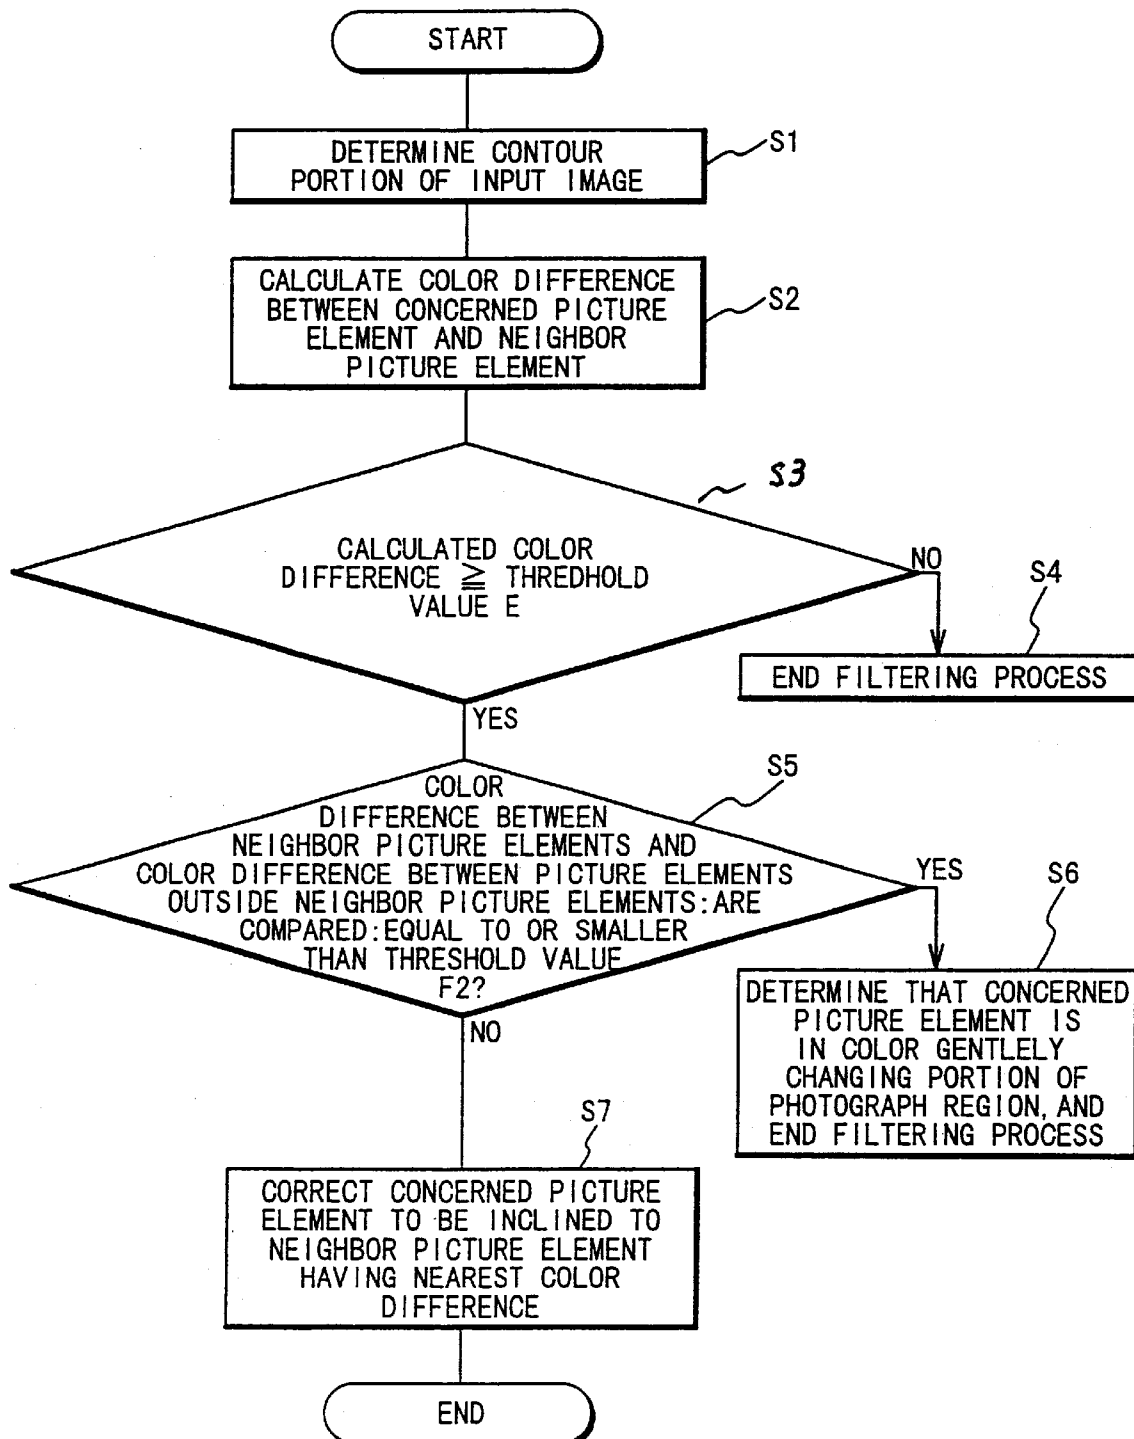 START
S1
DETERMINE CONTOUR
PORTION OF INPUT IMAGE
S2
CALCULATE COLOR DIFFERENCE
BETWEEN CONCERNED PICTURE
ELEMENT AND NEIGHBOR
PICTURE ELEMENT
S3
CALCULATED COLOR
DIFFERENCE ≧ THREDHOLD
VALUE E
NO
S4
END FILTERING PROCESS
YES
S5
COLOR
DIFFERENCE BETWEEN
NEIGHBOR PICTURE ELEMENTS AND
COLOR DIFFERENCE BETWEEN PICTURE ELEMENTS
OUTSIDE NEIGHBOR PICTURE ELEMENTS:ARE
COMPARED:EQUAL TO OR SMALLER
THAN THRESHOLD VALUE
F2?
YES
S6
DETERMINE THAT CONCERNED
PICTURE ELEMENT IS
IN COLOR GENTLELY
CHANGING PORTION OF
PHOTOGRAPH REGION, AND
END FILTERING PROCESS
NO
S7
CORRECT CONCERNED PICTURE
ELEMENT TO BE INCLINED TO
NEIGHBOR PICTURE ELEMENT
HAVING NEAREST COLOR
DIFFERENCE
END